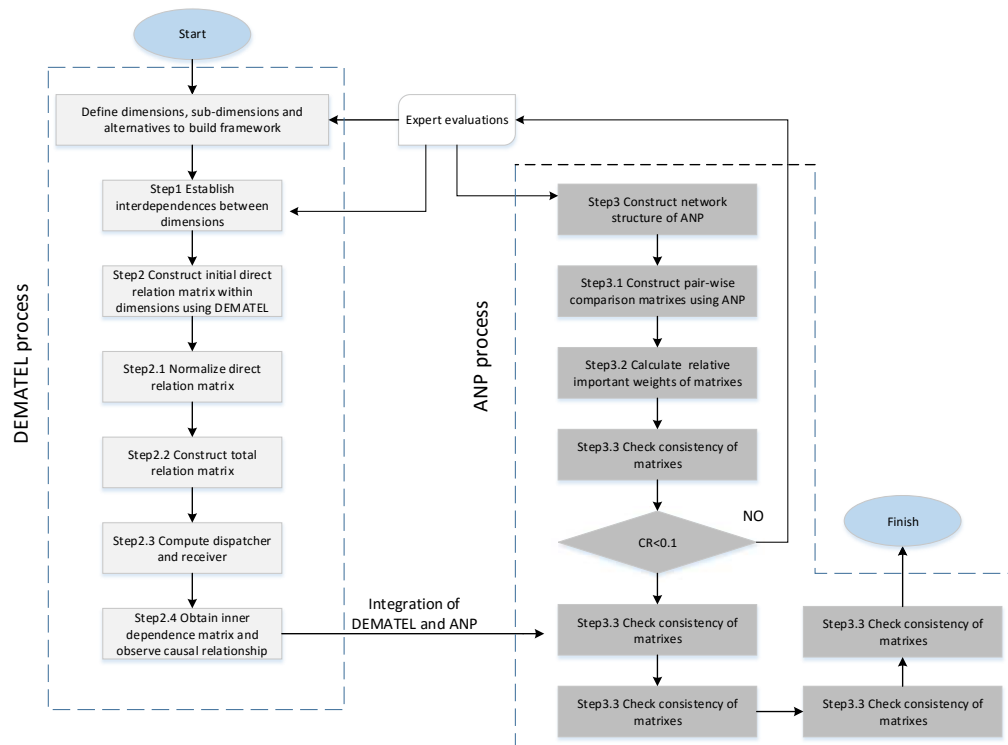 Start
Define dimensions, sub-dimensions and
alternatives to build framework
Expert evaluations
Step1 Establish
interdependences between
dimensions
Step2 Construct initial direct
relation matrix within
dimensions using DEMATEL
Step2.1 Normalize direct
relation matrix
Step2.2 Construct total
relation matrix
Step2.3 Compute dispatcher
and receiver
Step2.4 Obtain inner
dependence matrix and
observe causal relationship
DEMATEL process
Integration of
DEMATEL and ANP
ANP process
Step3 Construct network
structure of ANP
Step3.1 Construct pair-wise
comparison matrixes using ANP
Step3.2 Calculate relative
important weights of matrixes
Step3.3 Check consistency of
matrixes
CR<0.1
NO
Step3.3 Check consistency of
matrixes
Step3.3 Check consistency of
matrixes
Step3.3 Check consistency of
matrixes
Step3.3 Check consistency of
matrixes
Finish